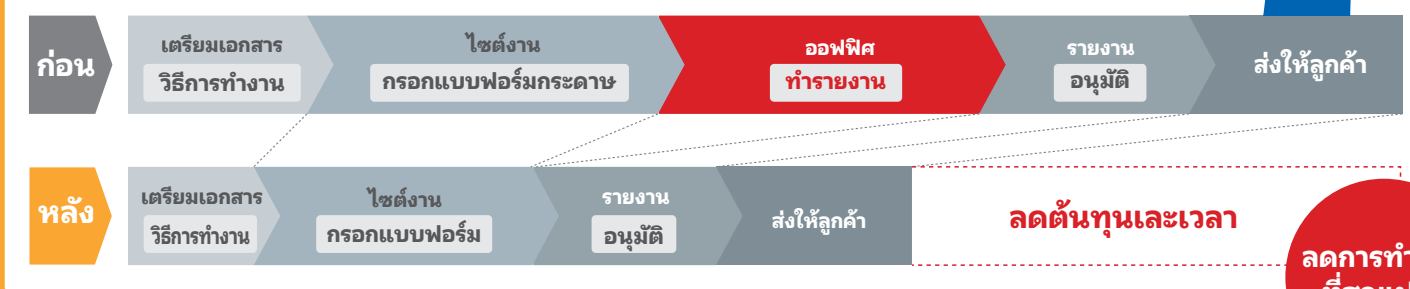 ก่อน
เตรียมเอกสาร
วิธีการทำงาน
ไซต์งาน
กรอกแบบฟอร์มกระดาษ
ออฟฟิศ
ทำรายงาน
รายงาน
อนุมัติ
ส่งให้ลูกค้า
หลัง
เตรียมเอกสาร
วิธีการทำงาน
ไซต์งาน
กรอกแบบฟอร์ม
รายงาน
อนุมัติ
ส่งให้ลูกค้า
ลดต้นทุนเเละเวลา
ลดการทำ